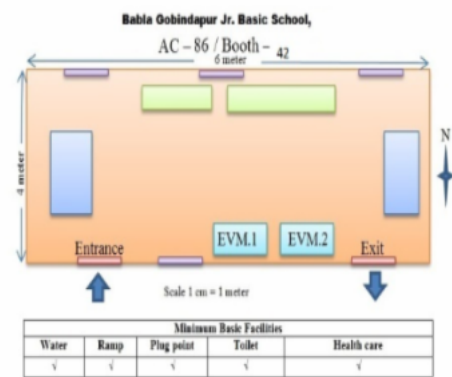 Babla Gobindapur Jr. Basic School,
AC – 86 / Booth – 42
6 meter
4 meter
N
EVM.1 EVM.2
Entrance Exit
Scale 1 cm = 1 meter
Minimum Basic Facilities
Water Ramp Plug point Toilet Health care
√ √ √ √ √